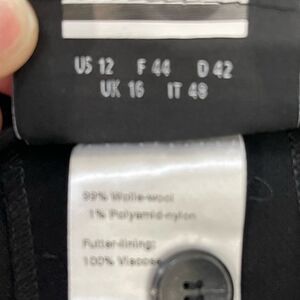 US 12 F 44 D 42
UK 16 IT 48
99% Wolle-wool
1% Polyamid-nylon
Futter-lining:
100% Viscose